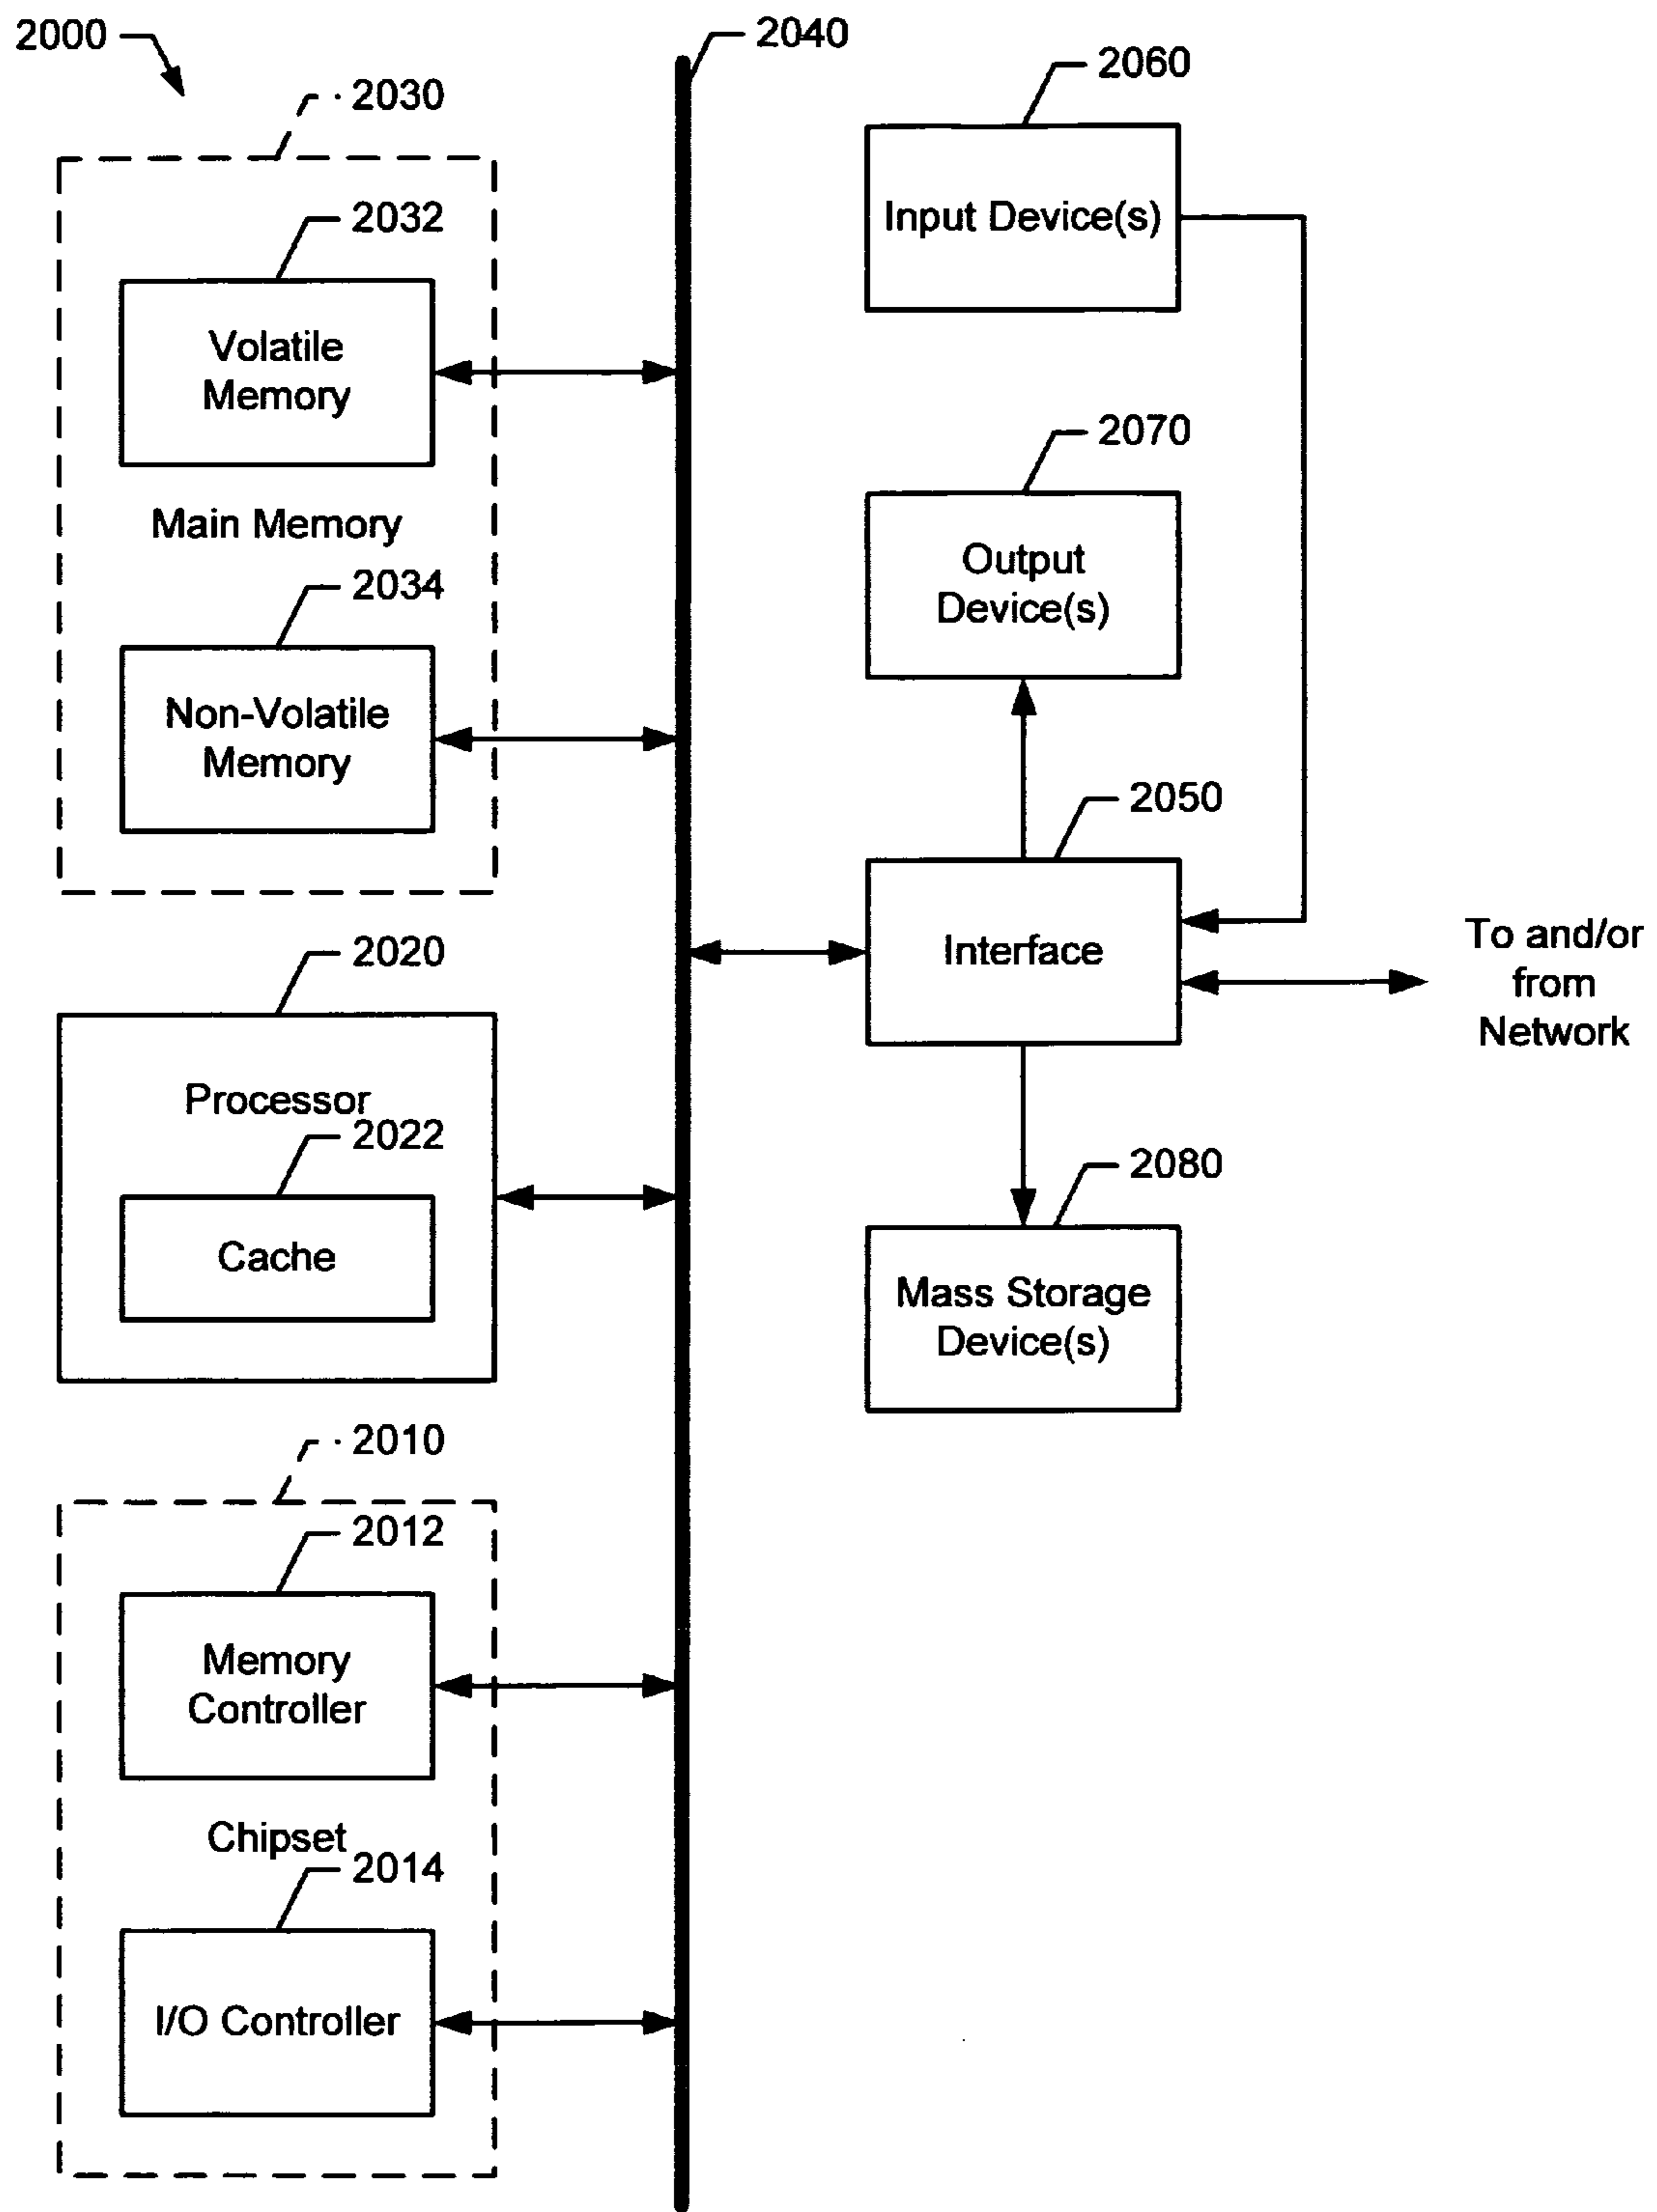 2000
2040
2060
2030
Input Device(s)
2032
Volatile
Memory
2070
Main Memory
Output
Device(s)
2034
Non-Volatile
Memory
2050
Interface
To and/or
from
Network
2020
Processor
2022
Cache
2080
Mass Storage
Device(s)
2010
2012
Memory
Controller
Chipset
2014
I/O Controller